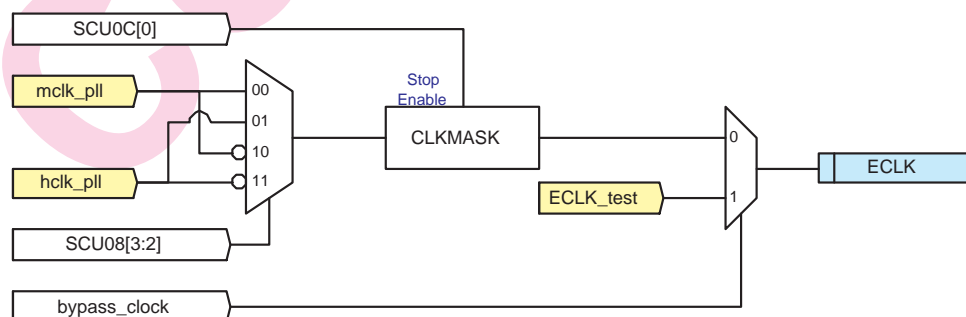 SCU0C[0]
mclk_pll
00
Stop
Enable
01
CLKMASK
0
10
ECLK
hclk_pll
11
ECLK_test
1
SCU08[3:2]
bypass_clock